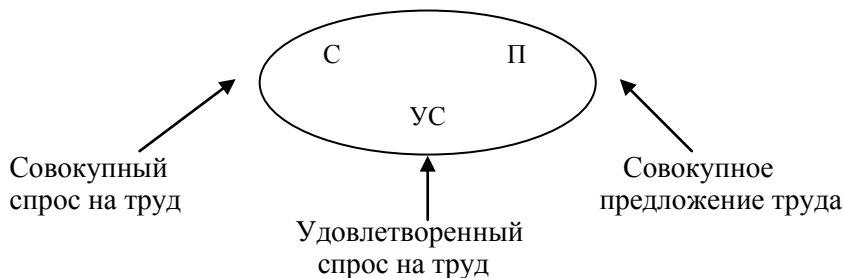 С П
УС
Совокупный
спрос на труд
Совокупное
предложение труда
Удовлетворенный
спрос на труд